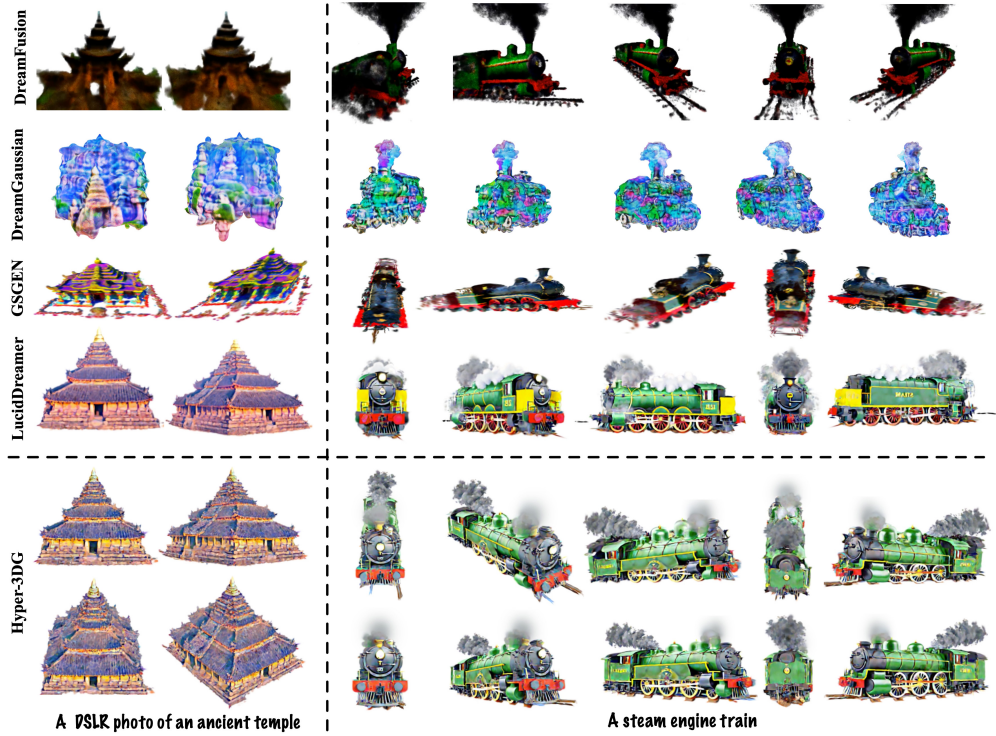 DreamFusion
DreamGaussian
GSGEN
LucidDreamer
Hyper-3DG
A DSLR photo of an ancient temple
A steam engine train